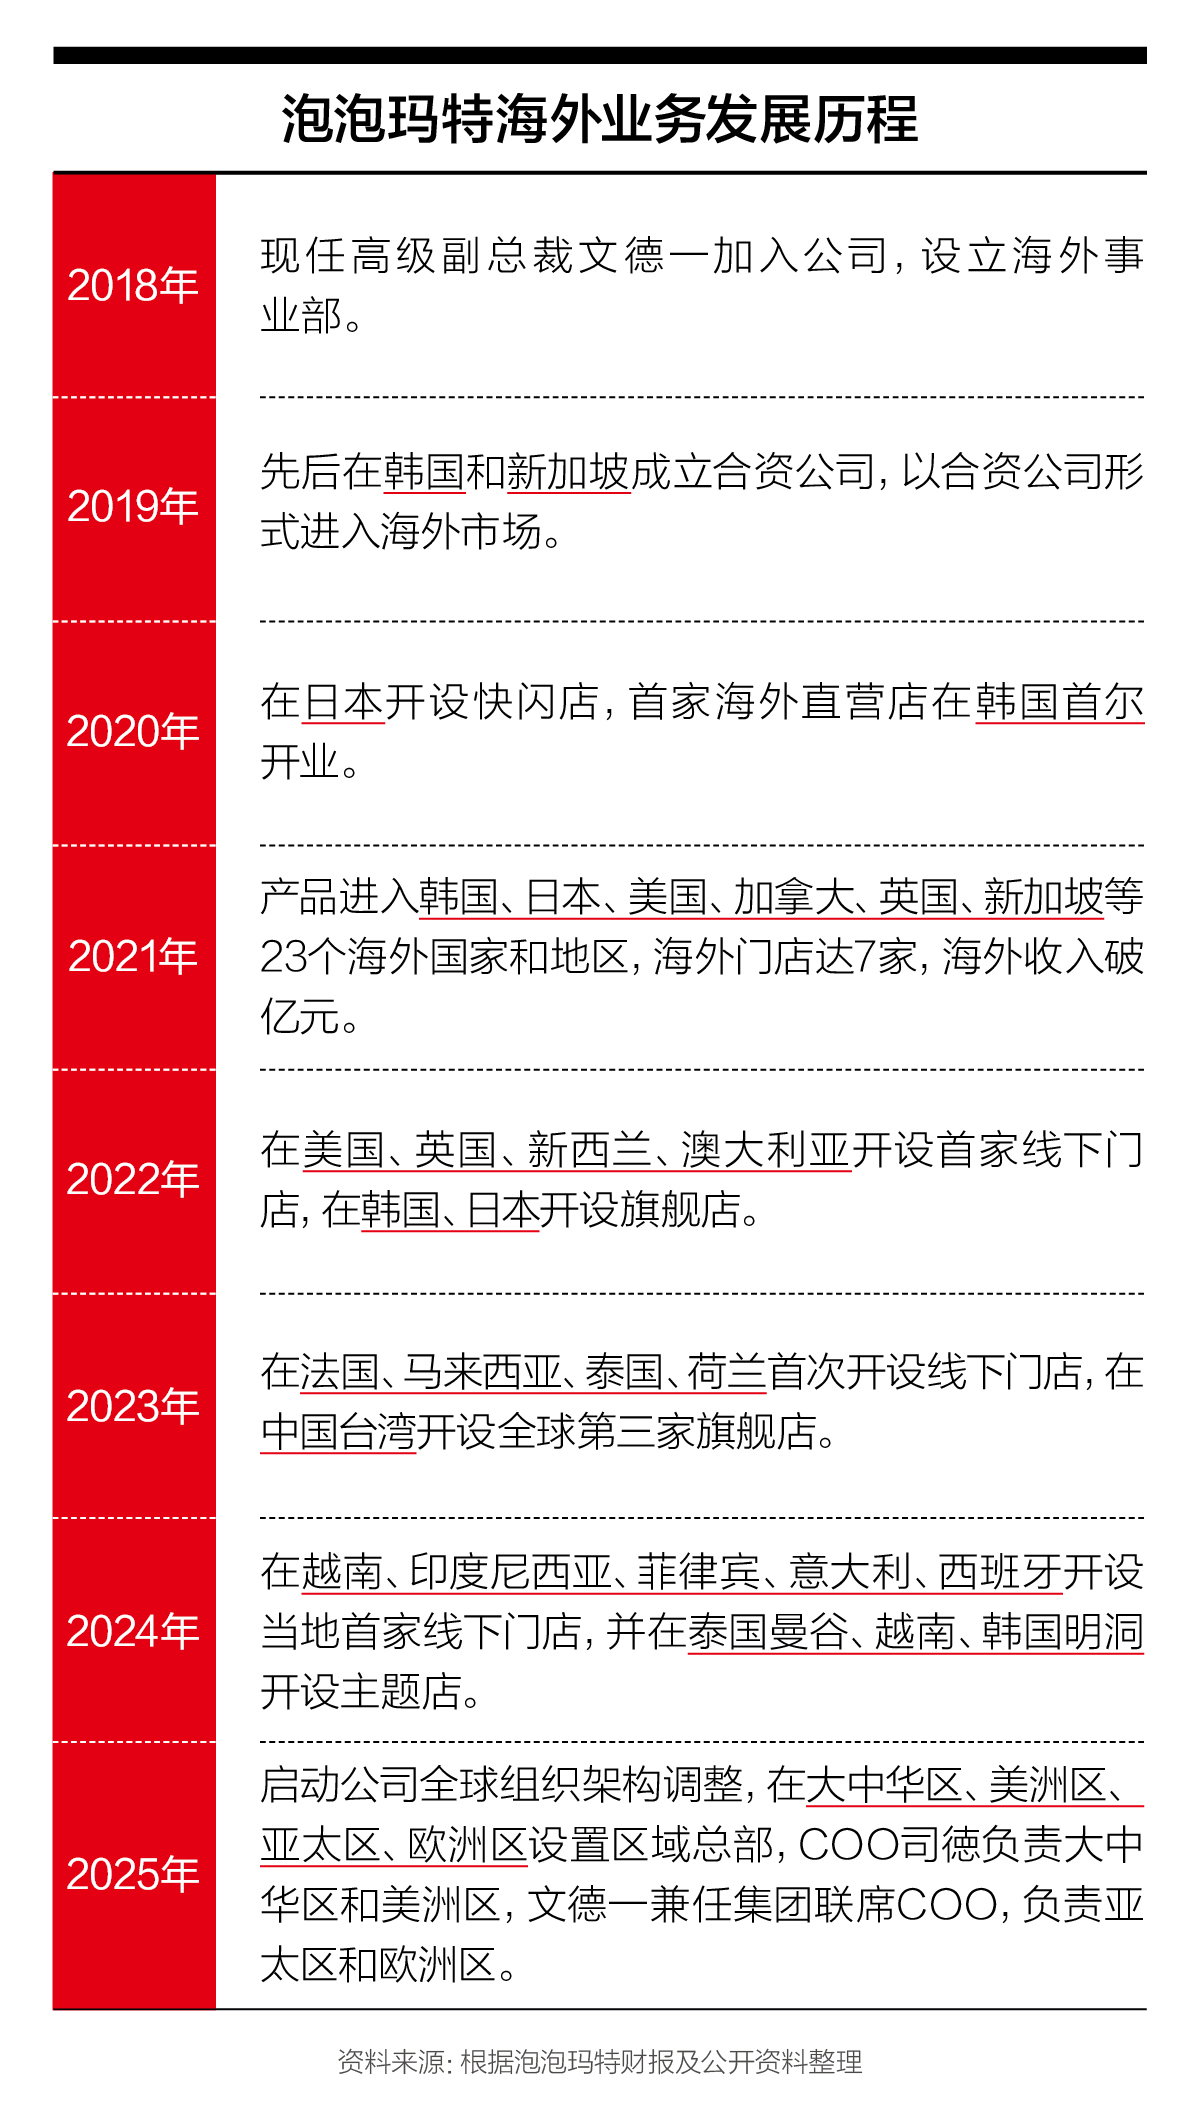 泡泡玛特海外业务发展历程
2018年
现任高级副总裁文德一加入公司，设立海外事
业部。
2019年
先后在韩国和新加坡成立合资公司，以合资公司形
式进入海外市场。
2020年
在日本开设快闪店，首家海外直营店在韩国首尔
开业。
2021年
产品进入韩国、日本、美国、加拿大、英国、新加坡等
23个海外国家和地区，海外门店达7家，海外收入破
亿元。
2022年
在美国、英国、新西兰、澳大利亚开设首家线下门
店，在韩国、日本开设旗舰店。
2023年
在法国、马来西亚、泰国、荷兰首次开设线下门店，在
中国台湾开设全球第三家旗舰店。
2024年
在越南、印度尼西亚、菲律宾、意大利、西班牙开设
当地首家线下门店，并在泰国曼谷、越南、韩国明洞
开设主题店。
2025年
启动公司全球组织架构调整，在大中华区、美洲区、
亚太区、欧洲区设置区域总部，COO司徳负责大中
华区和美洲区，文德一兼任集团联席COO，负责亚
太区和欧洲区。
资料来源：根据泡泡玛特财报及公开资料整理